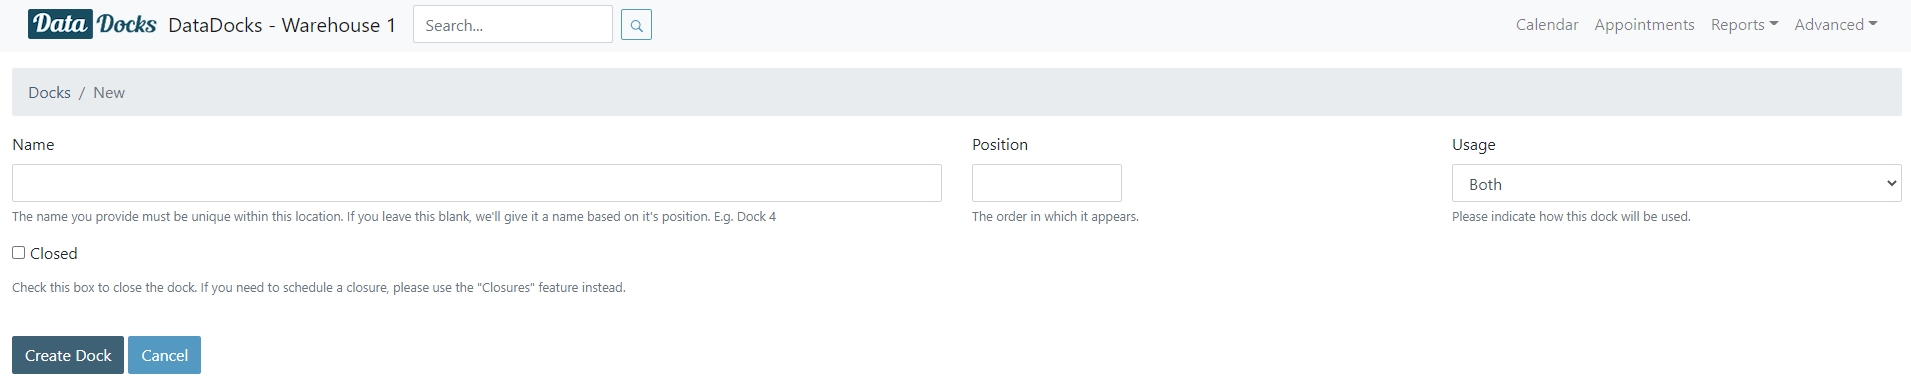 Data Docks DataDocks - Warehouse 1 Search... Calendar Appointments Reports Advanced
Docks / New
Name Position Usage
Both
The name you provide must be unique within this location. If you leave this blank, we'll give it a name based on it's position. E.g. Dock 4 The order in which it appears. Please indicate how this dock will be used.
Closed
Check this box to close the dock. If you need to schedule a closure, please use the "Closures" feature instead.
Create Dock Cancel